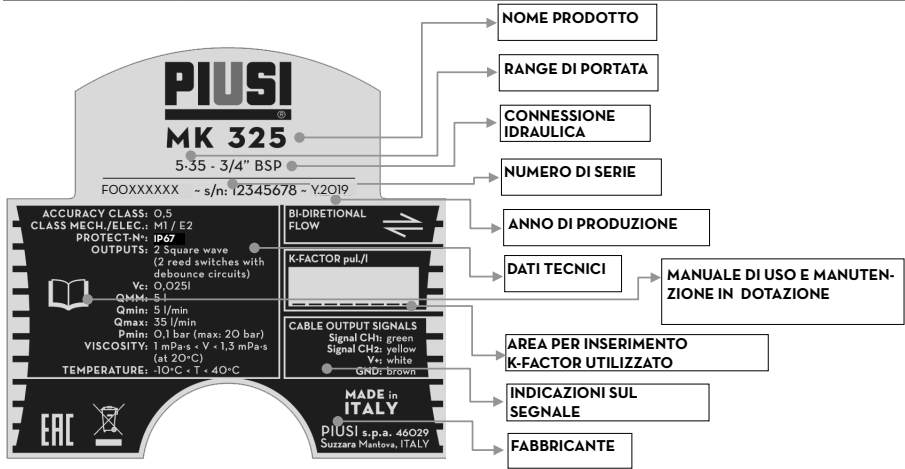 PIUSI
®
MK 325
5·35 - 3/4" BSP
FOOXXXXXX ~ s/n: 12345678 ~ Y.2019
ACCURACY CLASS: 0,5
CLASS MECH./ELEC.: M1 / E2
PROTECT-N°: IP67
OUTPUTS: 2 Square wave
(2 reed switches with
debounce circuits)
Vc: 0,025l
QMM: 5 l
Qmin: 5 l/min
Qmax: 35 l/min
Pmin: 0,1 bar (max: 20 bar)
VISCOSITY: 1 mPa·s < V < 1,3 mPa·s
(at 20°C)
TEMPERATURE: -10°C < T < 40°C
BI-DIRETIONAL
FLOW
K-FACTOR pul./l
CABLE OUTPUT SIGNALS
Signal CH1: green
Signal CH2: yellow
V+: white
GND: brown
EAC
MADE in
ITALY
PIUSI s.p.a. 46029
Suzzara Mantova, ITALY
NOME PRODOTTO
RANGE DI PORTATA
CONNESSIONE
IDRAULICA
NUMERO DI SERIE
ANNO DI PRODUZIONE
DATI TECNICI
MANUALE DI USO E MANUTEN-
ZIONE IN DOTAZIONE
AREA PER INSERIMENTO
K-FACTOR UTILIZZATO
INDICAZIONI SUL
SEGNALE
FABBRICANTE